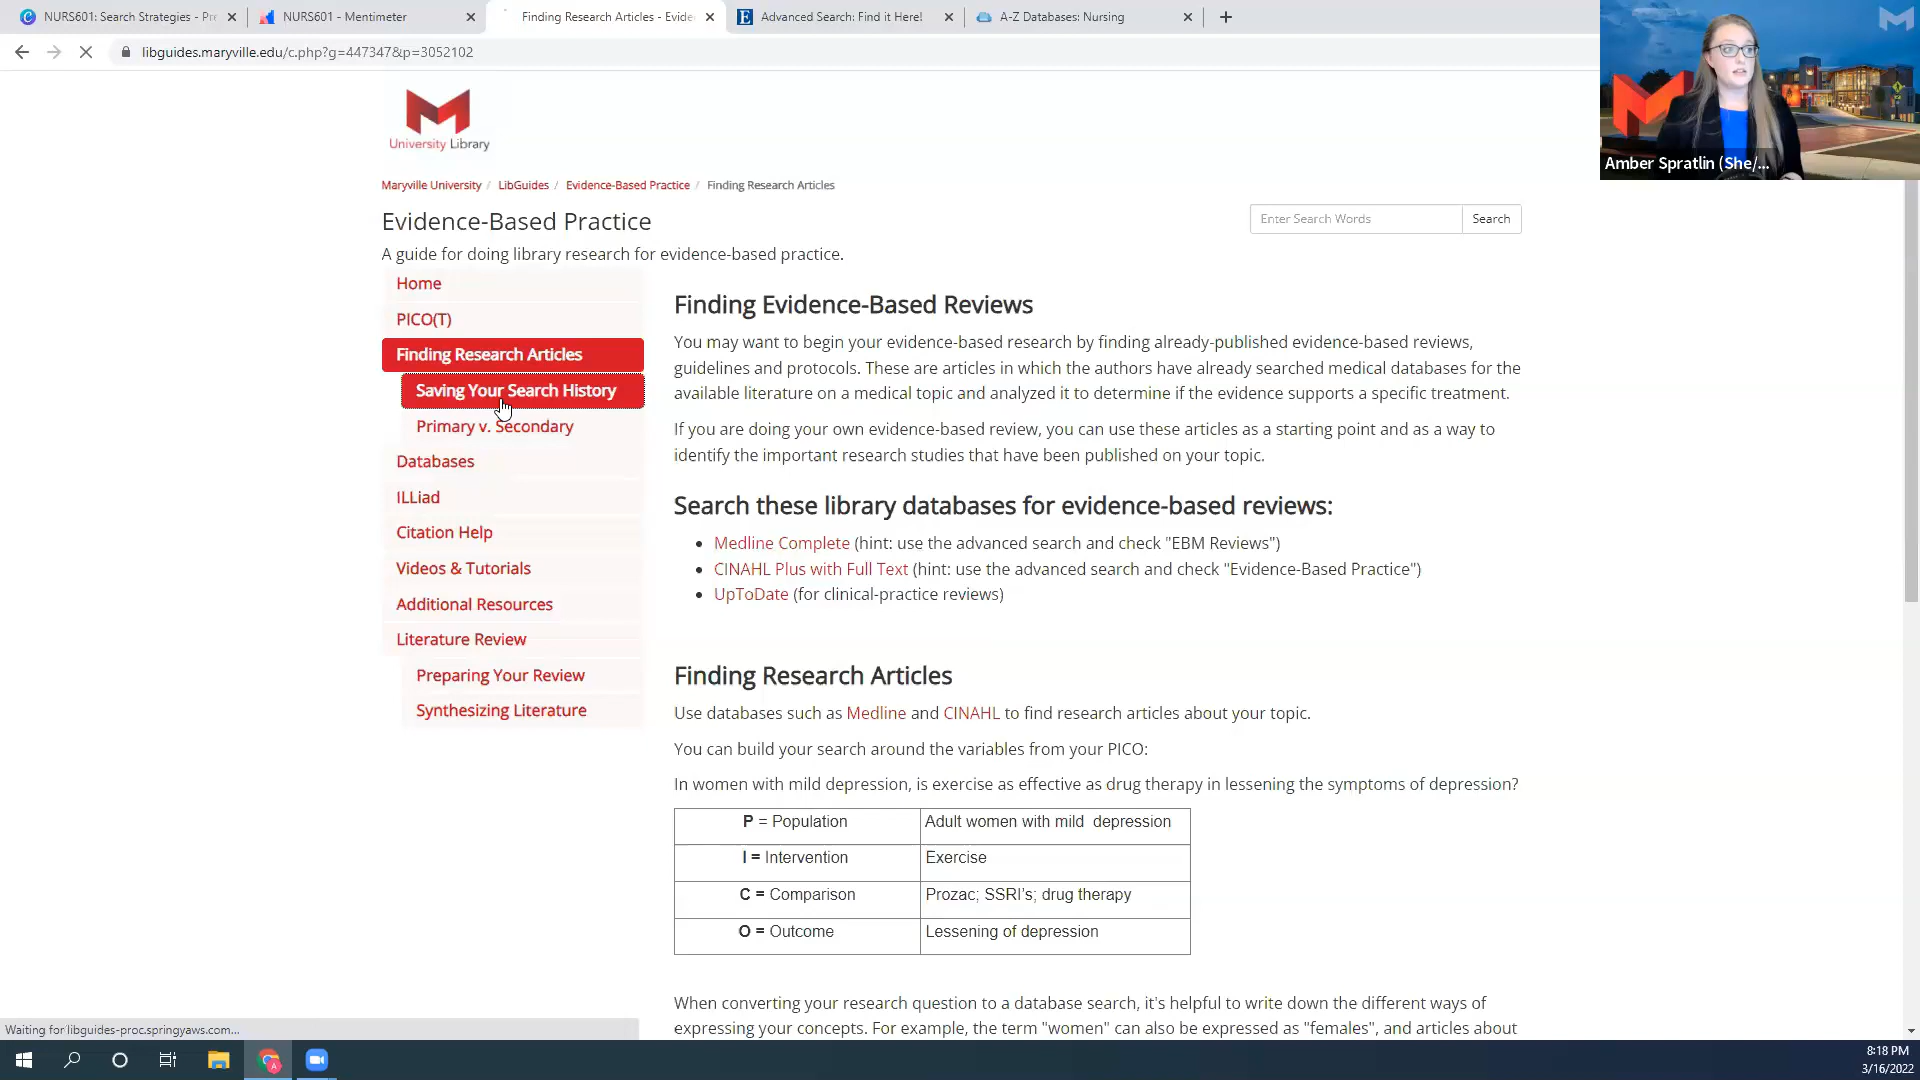 NURS601: Search Strategies - Pre
NURS601 - Mentimeter
Finding Research Articles - Evide
Advanced Search: Find it Here!
A-Z Databases: Nursing
libguides.maryville.edu/c.php?g=447347&p=3052102
Amber Spratlin (She/...
University Library
Maryville University / LibGuides / Evidence-Based Practice / Finding Research Articles
Evidence-Based Practice
Enter Search Words
Search
A guide for doing library research for evidence-based practice.
Home
PICO(T)
Finding Research Articles
Saving Your Search History
Primary v. Secondary
Databases
ILLiad
Citation Help
Videos & Tutorials
Additional Resources
Literature Review
Preparing Your Review
Synthesizing Literature
Finding Evidence-Based Reviews
You may want to begin your evidence-based research by finding already-published evidence-based reviews,
guidelines and protocols. These are articles in which the authors have already searched medical databases for the
available literature on a medical topic and analyzed it to determine if the evidence supports a specific treatment.
If you are doing your own evidence-based review, you can use these articles as a starting point and as a way to
identify the important research studies that have been published on your topic.
Search these library databases for evidence-based reviews:
• Medline Complete (hint: use the advanced search and check "EBM Reviews")
• CINAHL Plus with Full Text (hint: use the advanced search and check "Evidence-Based Practice")
• UpToDate (for clinical-practice reviews)
Finding Research Articles
Use databases such as Medline and CINAHL to find research articles about your topic.
You can build your search around the variables from your PICO:
In women with mild depression, is exercise as effective as drug therapy in lessening the symptoms of depression?
P = Population Adult women with mild depression
I = Intervention Exercise
C = Comparison Prozac; SSRI's; drug therapy
O = Outcome Lessening of depression
When converting your research question to a database search, it's helpful to write down the different ways of
expressing your concepts. For example, the term "women" can also be expressed as "females", and articles about
Waiting for libguides-proc.springyaws.com...
8:18 PM
3/16/2022